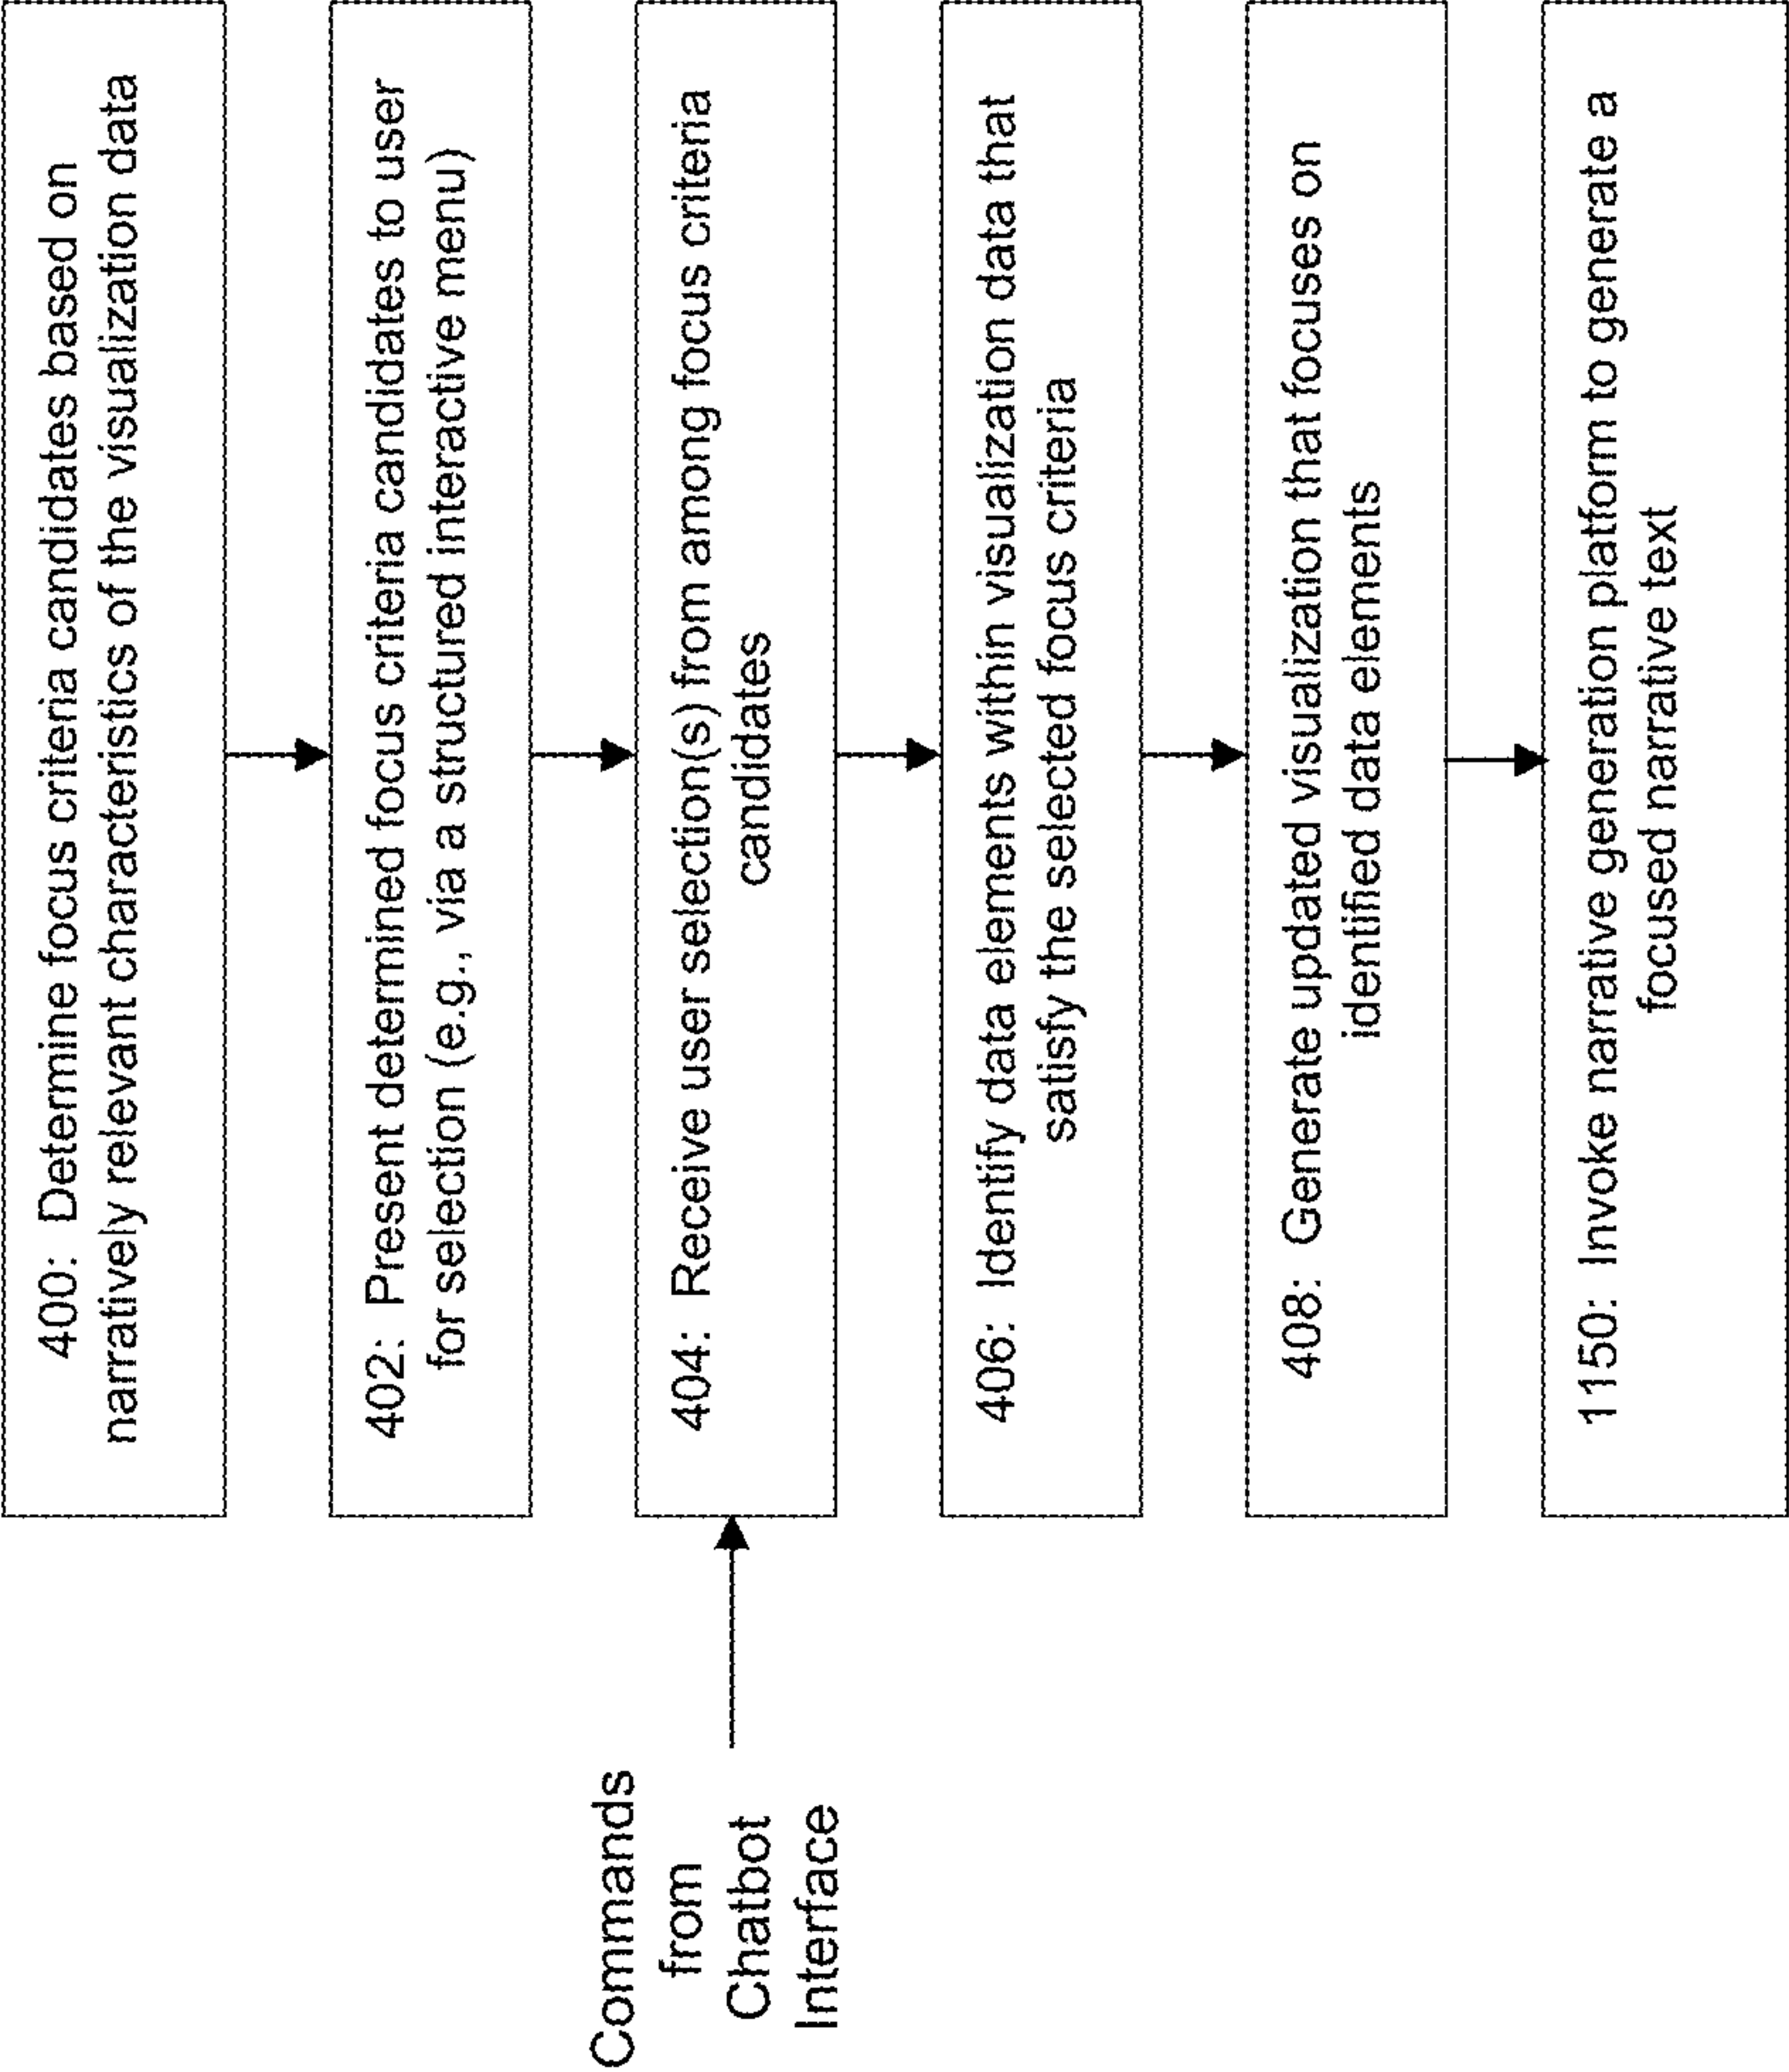 400: Determine focus criteria candidates based on
narratively relevant characteristics of the visualization data
402: Present determined focus criteria candidates to user
for selection (e.g., via a structured interactive menu)
Commands
from
Chatbot
Interface
404: Receive user selection(s) from among focus criteria
candidates
406: Identify data elements within visualization data that
satisfy the selected focus criteria
408: Generate updated visualization that focuses on
identified data elements
1150: Invoke narrative generation platform to generate a
focused narrative text